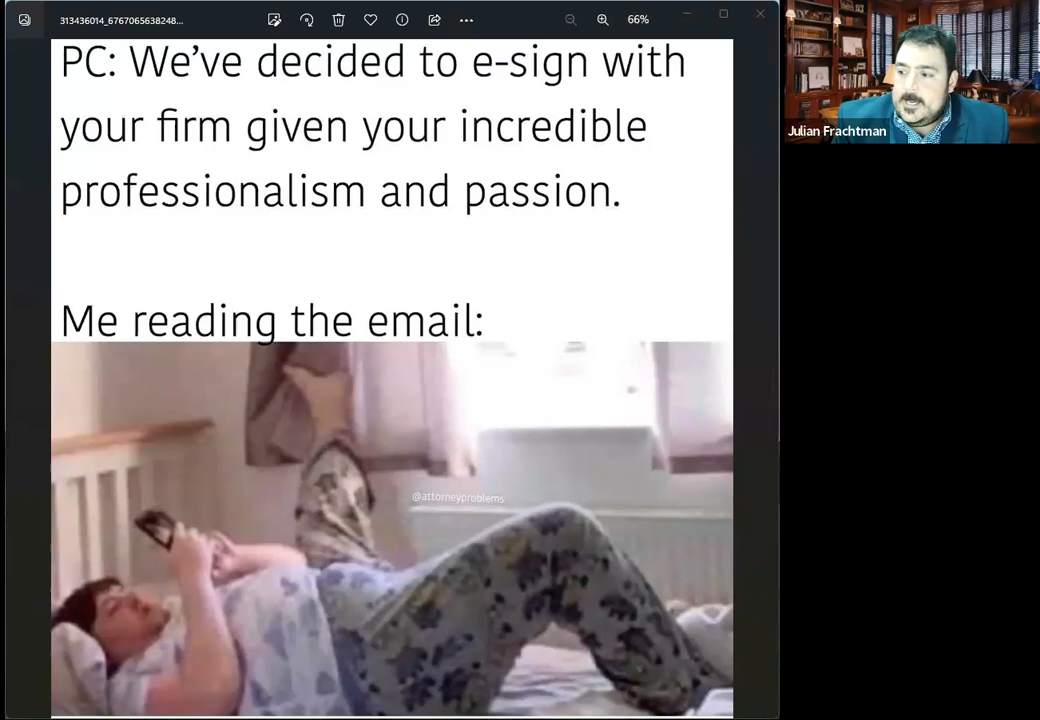 313436014_6767065638248...
66%
PC: We've decided to e-sign with
your firm given your incredible
professionalism and passion.
Me reading the email:
@attorneyproblems
Julian Frachtman